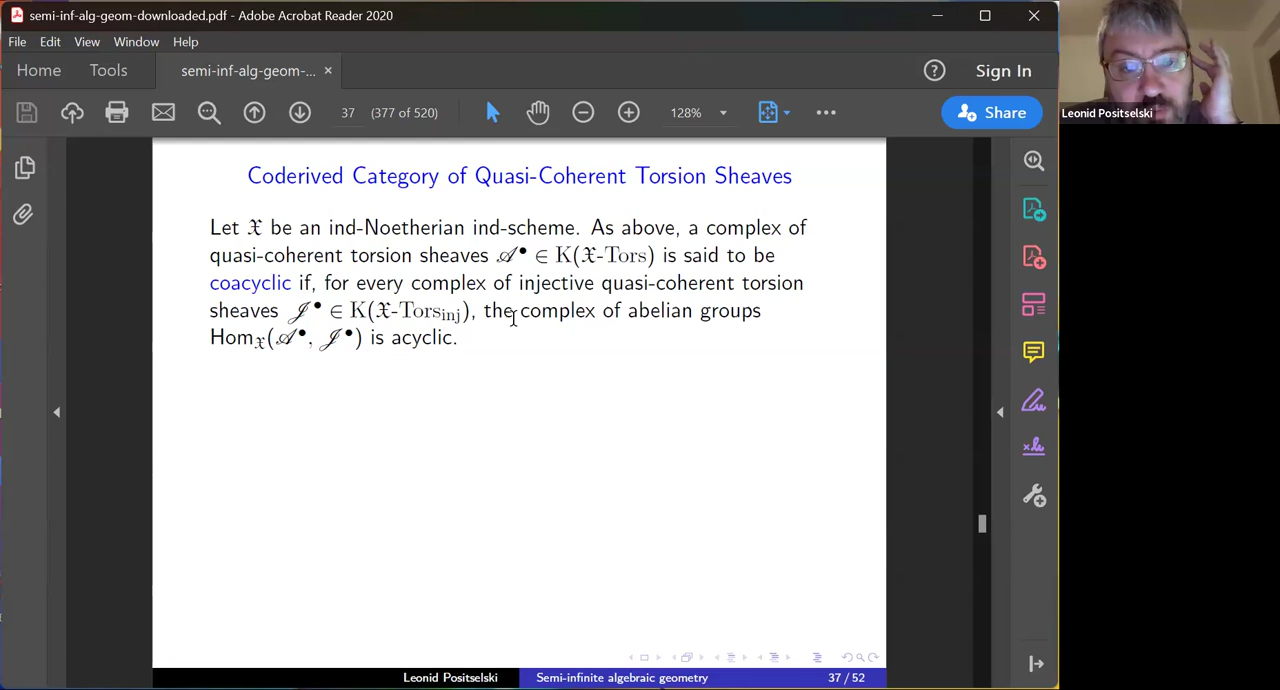 semi-inf-alg-geom-downloaded.pdf - Adobe Acrobat Reader 2020
File Edit View Window Help
Home Tools semi-inf-alg-geom-... × Sign In
37 (377 of 520) 128% Share
Leonid Positselski
Coderived Category of Quasi-Coherent Torsion Sheaves
Let 𝔛 be an ind-Noetherian ind-scheme. As above, a complex of
quasi-coherent torsion sheaves 𝒜• ∈ K(𝔛-Tors) is said to be
coacyclic if, for every complex of injective quasi-coherent torsion
sheaves 𝒥• ∈ K(𝔛-Tors_inj), the complex of abelian groups
Hom_𝔛(𝒜•, 𝒥•) is acyclic.
Leonid Positselski Semi-infinite algebraic geometry 37 / 52